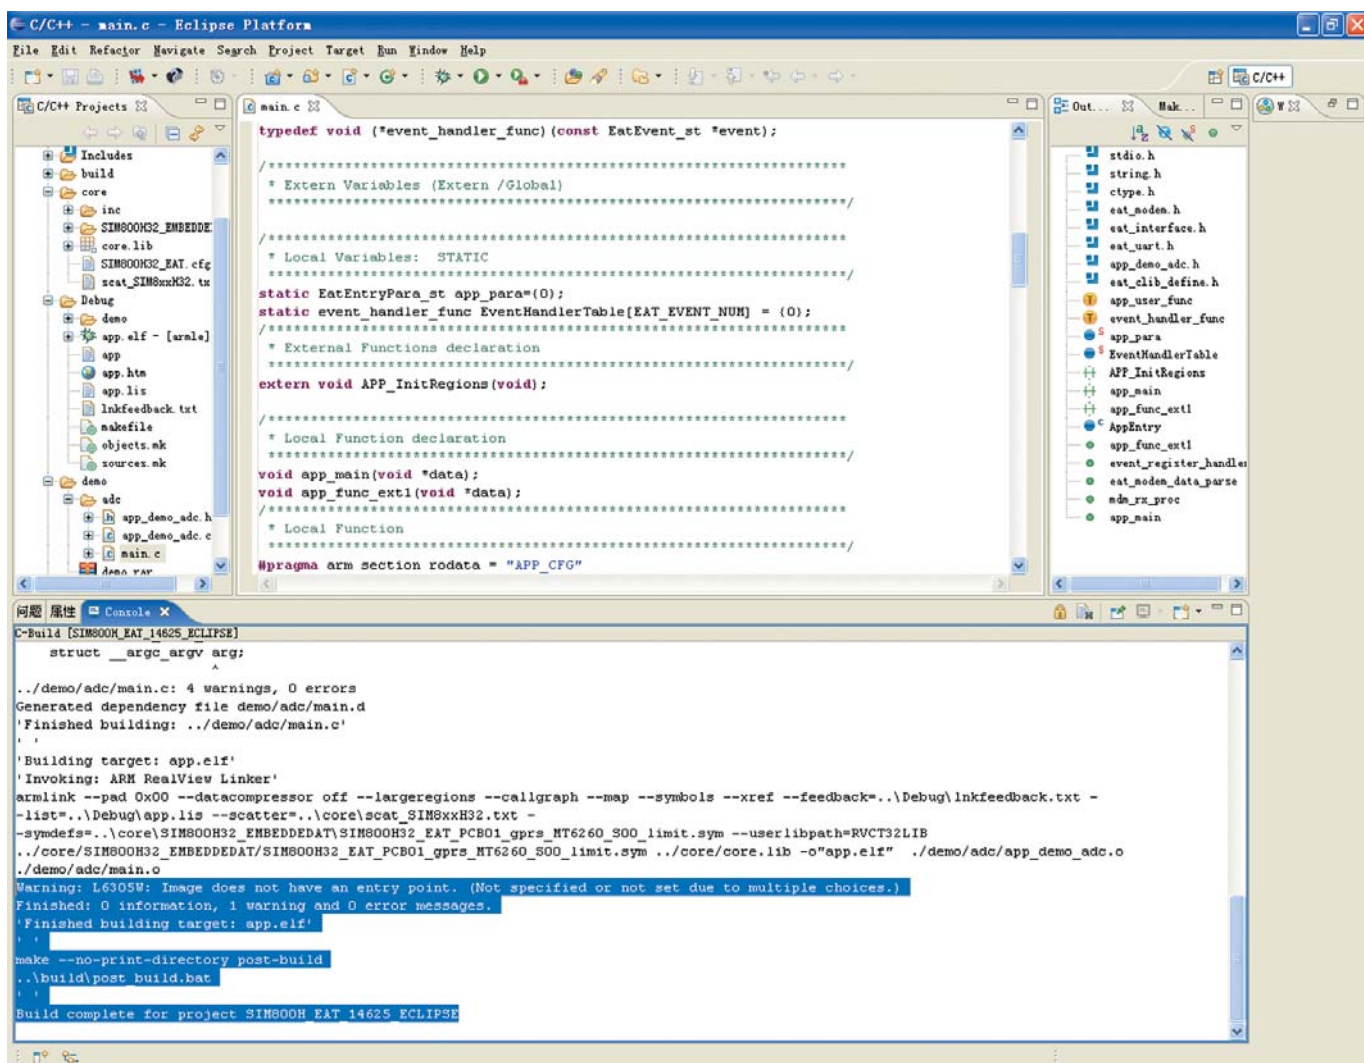 C/C++ - main.c - Eclipse Platform
File Edit Refactor Navigate Search Project Target Run Window Help
C/C++
C/C++ Projects
Includes
build
core
inc
SIM800H32_EMBEDDE
core.lib
SIM800H32_EAT.cfg
scat_SIM8xxH32.tx
Debug
demo
app.elf - [armle]
app
app.htm
app.lis
lnkfeedback.txt
makefile
objects.mk
sources.mk
demo
adc
app_demo_adc.h
app_demo_adc.c
main.c
demo.rar
main.c
typedef void (*event_handler_func)(const EatEvent_st *event);
/********************************************************************
* Extern Variables (Extern /Global)
********************************************************************/
/********************************************************************
* Local Variables:  STATIC
********************************************************************/
static EatEntryPara_st app_para={0};
static event_handler_func EventHandlerTable[EAT_EVENT_NUM] = {0};
/********************************************************************
* External Functions declaration
********************************************************************/
extern void APP_InitRegions(void);
/********************************************************************
* Local Function declaration
********************************************************************/
void app_main(void *data);
void app_func_ext1(void *data);
/********************************************************************
* Local Function
********************************************************************/
#pragma arm section rodata = "APP_CFG"
Out... Mak...
W
stdio.h
string.h
ctype.h
eat_modem.h
eat_interface.h
eat_uart.h
app_demo_adc.h
eat_clib_define.h
app_user_func
event_handler_func
app_para
EventHandlerTable
APP_InitRegions
app_main
app_func_ext1
AppEntry
app_func_ext1
event_register_handler
eat_modem_data_parse
mdm_rx_proc
app_main
问题 属性 Console
C-Build [SIM800H_EAT_14625_ECLIPSE]
struct __argc_argv arg;
^
../demo/adc/main.c: 4 warnings, 0 errors
Generated dependency file demo/adc/main.d
'Finished building: ../demo/adc/main.c'
' '
'Building target: app.elf'
'Invoking: ARM RealView Linker'
armlink --pad 0x00 --datacompressor off --largeregions --callgraph --map --symbols --xref --feedback=..\Debug\lnkfeedback.txt -
-list=..\Debug\app.lis --scatter=..\core\scat_SIM8xxH32.txt -
-symdefs=..\core\SIM800H32_EMBEDDEDAT\SIM800H32_EAT_PCB01_gprs_MT6260_S00_limit.sym --userlibpath=RVCT32LIB
../core/SIM800H32_EMBEDDEDAT/SIM800H32_EAT_PCB01_gprs_MT6260_S00_limit.sym ../core/core.lib -o"app.elf"  ./demo/adc/app_demo_adc.o
./demo/adc/main.o
Warning: L6305W: Image does not have an entry point. (Not specified or not set due to multiple choices.)
Finished: 0 information, 1 warning and 0 error messages.
'Finished building target: app.elf'
' '
make --no-print-directory post-build
..\build\post_build.bat
' '
Build complete for project SIM800H_EAT_14625_ECLIPSE